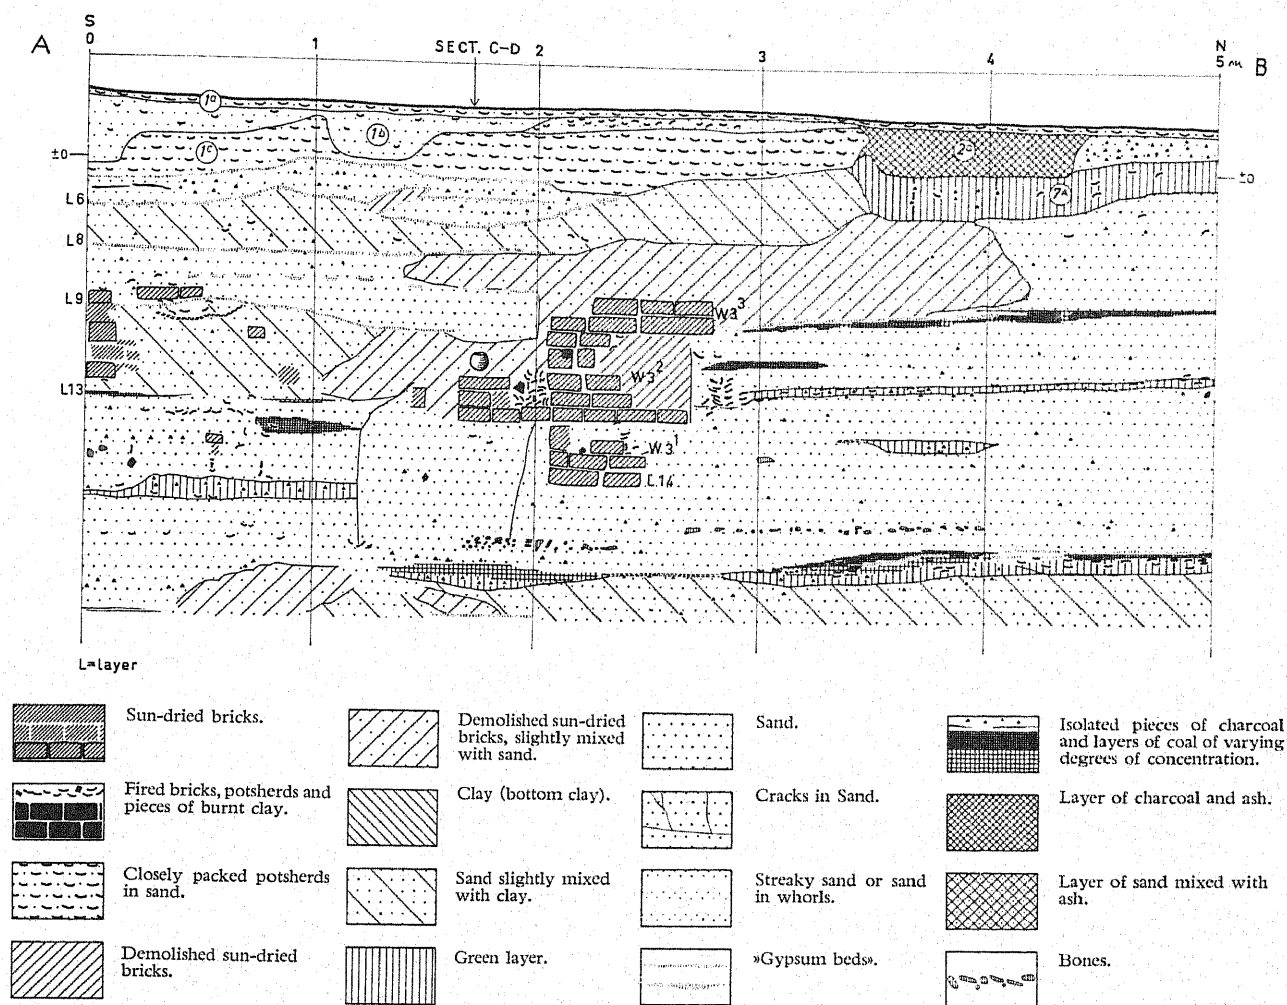 S
N
A
0
1
SECT. C-D
2
3
4
5 m
B
1a
1b
1c
2a
7a
±0
±0
L6
L8
L9
W3³
W3²
L13
W3¹
L14
L=layer
Sun-dried bricks.
Fired bricks, potsherds and
pieces of burnt clay.
Closely packed potsherds
in sand.
Demolished sun-dried
bricks.
Demolished sun-dried
bricks, slightly mixed
with sand.
Clay (bottom clay).
Sand slightly mixed
with clay.
Green layer.
Sand.
Cracks in Sand.
Streaky sand or sand
in whorls.
»Gypsum beds».
Isolated pieces of charcoal
and layers of coal of varying
degrees of concentration.
Layer of charcoal and ash.
Layer of sand mixed with
ash.
Bones.